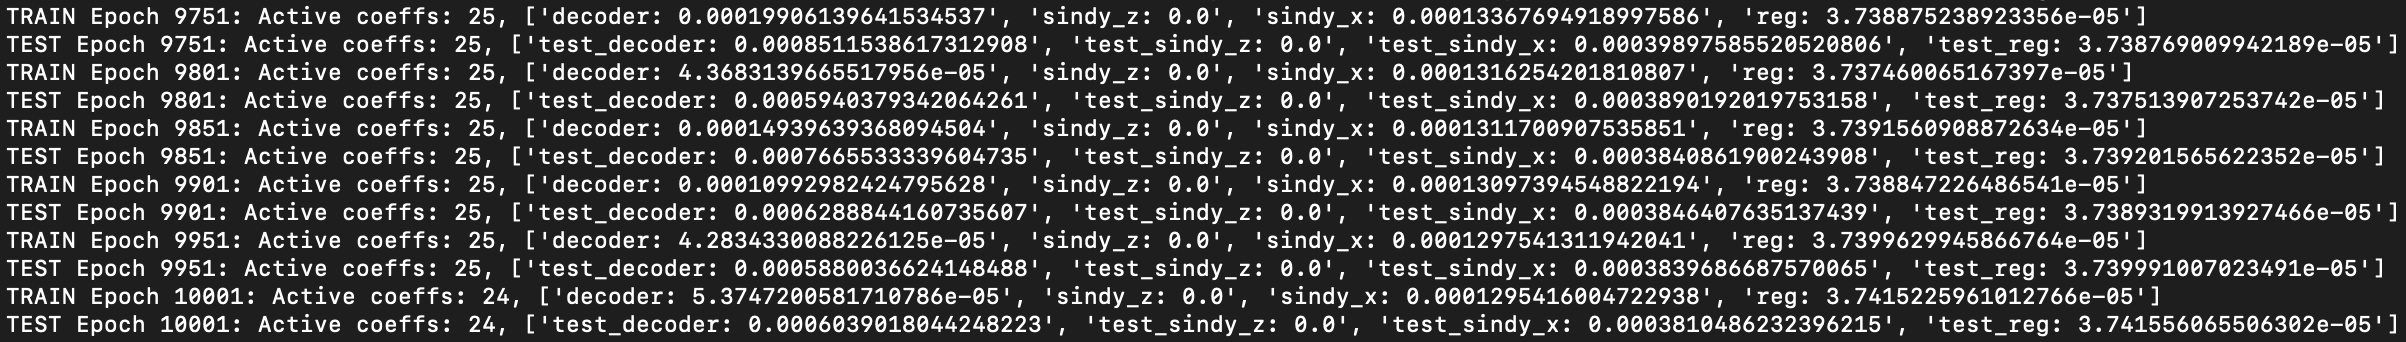 TRAIN Epoch 9751: Active coeffs: 25, ['decoder: 0.00019906139641534537', 'sindy_z: 0.0', 'sindy_x: 0.00013367694918997586', 'reg: 3.738875238923356e-05']
TEST Epoch 9751: Active coeffs: 25, ['test_decoder: 0.0008511538617312908', 'test_sindy_z: 0.0', 'test_sindy_x: 0.00039897585520520806', 'test_reg: 3.738769009942189e-05']
TRAIN Epoch 9801: Active coeffs: 25, ['decoder: 4.3683139665517956e-05', 'sindy_z: 0.0', 'sindy_x: 0.0001316254201810807', 'reg: 3.737460065167397e-05']
TEST Epoch 9801: Active coeffs: 25, ['test_decoder: 0.0005940379342064261', 'test_sindy_z: 0.0', 'test_sindy_x: 0.0003890192019753158', 'test_reg: 3.737513907253742e-05']
TRAIN Epoch 9851: Active coeffs: 25, ['decoder: 0.00014939639368094504', 'sindy_z: 0.0', 'sindy_x: 0.0001311700907535851', 'reg: 3.7391560908872634e-05']
TEST Epoch 9851: Active coeffs: 25, ['test_decoder: 0.0007665533339604735', 'test_sindy_z: 0.0', 'test_sindy_x: 0.0003840861900243908', 'test_reg: 3.739201565622352e-05']
TRAIN Epoch 9901: Active coeffs: 25, ['decoder: 0.00010992982424795628', 'sindy_z: 0.0', 'sindy_x: 0.00013097394548822194', 'reg: 3.738847226486541e-05']
TEST Epoch 9901: Active coeffs: 25, ['test_decoder: 0.0006288844160735607', 'test_sindy_z: 0.0', 'test_sindy_x: 0.0003846407635137439', 'test_reg: 3.7389319913927466e-05']
TRAIN Epoch 9951: Active coeffs: 25, ['decoder: 4.2834330088226125e-05', 'sindy_z: 0.0', 'sindy_x: 0.0001297541311942041', 'reg: 3.7399629945866764e-05']
TEST Epoch 9951: Active coeffs: 25, ['test_decoder: 0.0005880036624148488', 'test_sindy_z: 0.0', 'test_sindy_x: 0.0003839686687570065', 'test_reg: 3.739991007023491e-05']
TRAIN Epoch 10001: Active coeffs: 24, ['decoder: 5.3747200581710786e-05', 'sindy_z: 0.0', 'sindy_x: 0.0001295416004722938', 'reg: 3.7415225961012766e-05']
TEST Epoch 10001: Active coeffs: 24, ['test_decoder: 0.0006039018044248223', 'test_sindy_z: 0.0', 'test_sindy_x: 0.0003810486232396215', 'test_reg: 3.741556065506302e-05']